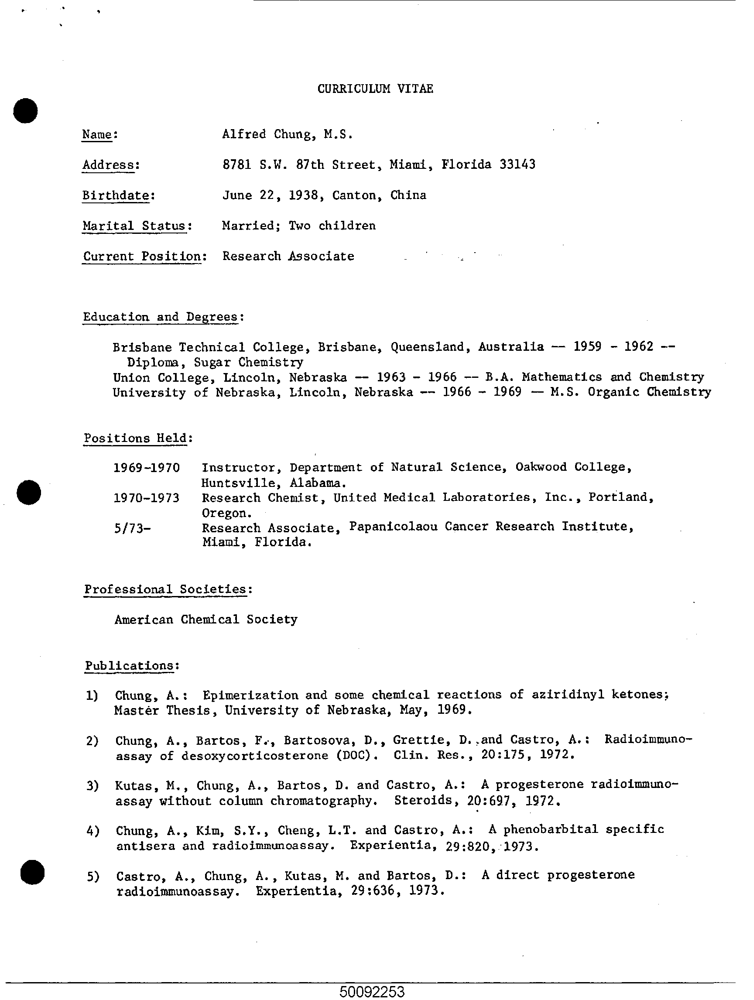 CURRICULUM VITAE
Name: Alfred Chung, M.S.
Address: 8781 S.W. 87th Street, Miami, Florida 33143
Birthdate: June 22, 1938, Canton, China
Marital Status: Married; Two children
Current Position: Research Associate
Education and Degrees:
Brisbane Technical College, Brisbane, Queensland, Australia -- 1959 - 1962 --
Diploma, Sugar Chemistry
Union College, Lincoln, Nebraska -- 1963 - 1966 -- B.A. Mathematics and Chemistry
University of Nebraska, Lincoln, Nebraska -- 1966 - 1969 -- M.S. Organic Chemistry
Positions Held:
1969-1970 Instructor, Department of Natural Science, Oakwood College,
Huntsville, Alabama.
1970-1973 Research Chemist, United Medical Laboratories, Inc., Portland,
Oregon.
5/73- Research Associate, Papanicolaou Cancer Research Institute,
Miami, Florida.
Professional Societies:
American Chemical Society
Publications:
1) Chung, A.: Epimerization and some chemical reactions of aziridinyl ketones;
Master Thesis, University of Nebraska, May, 1969.
2) Chung, A., Bartos, F., Bartosova, D., Grettie, D. and Castro, A.: Radioimmuno-
assay of desoxycorticosterone (DOC). Clin. Res., 20:175, 1972.
3) Kutas, M., Chung, A., Bartos, D. and Castro, A.: A progesterone radioimmuno-
assay without column chromatography. Steroids, 20:697, 1972.
4) Chung, A., Kim, S.Y., Cheng, L.T. and Castro, A.: A phenobarbital specific
antisera and radioimmunoassay. Experientia, 29:820, 1973.
5) Castro, A., Chung, A., Kutas, M. and Bartos, D.: A direct progesterone
radioimmunoassay. Experientia, 29:636, 1973.
50092253